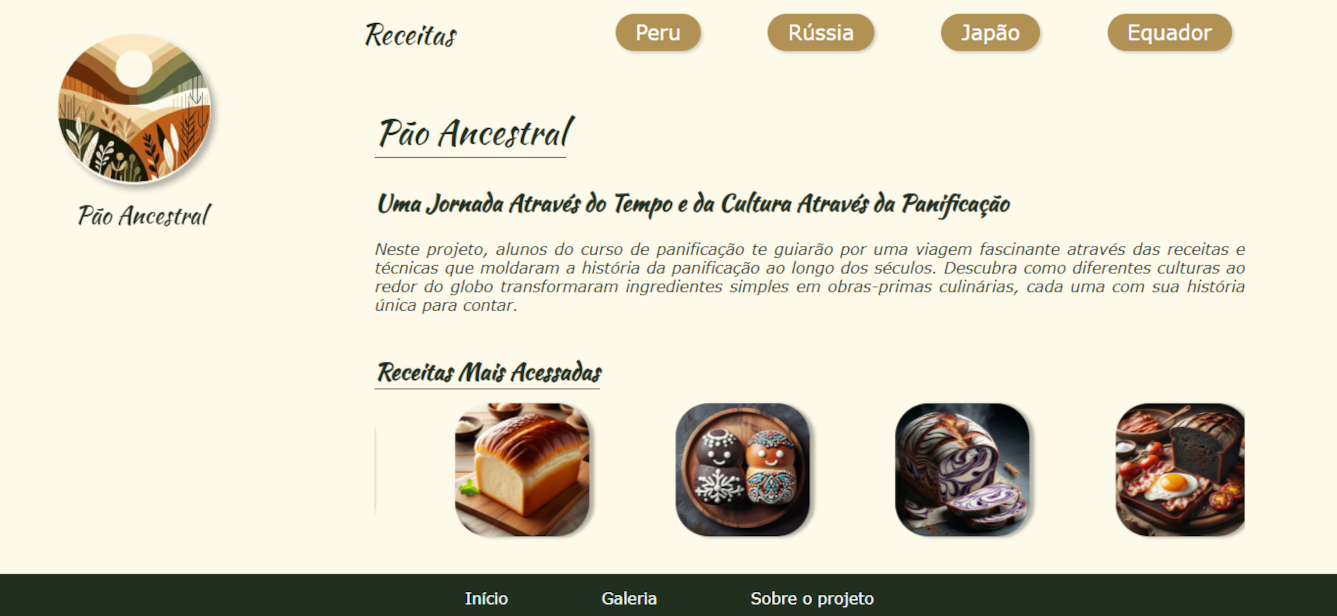 Receitas
Peru
Rússia
Japão
Equador
Pão Ancestral
Pão Ancestral
Uma Jornada Através do Tempo e da Cultura Através da Panificação
Neste projeto, alunos do curso de panificação te guiarão por uma viagem fascinante através das receitas e
técnicas que moldaram a história da panificação ao longo dos séculos. Descubra como diferentes culturas ao
redor do globo transformaram ingredientes simples em obras-primas culinárias, cada uma com sua história
única para contar.
Receitas Mais Acessadas
Início
Galeria
Sobre o projeto